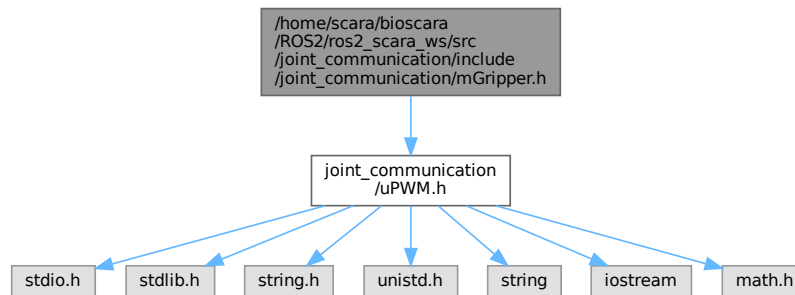 /home/scara/bioscara
/ROS2/ros2_scara_ws/src
/joint_communication/include
/joint_communication/mGripper.h
joint_communication
/uPWM.h
stdio.h
stdlib.h
string.h
unistd.h
string
iostream
math.h